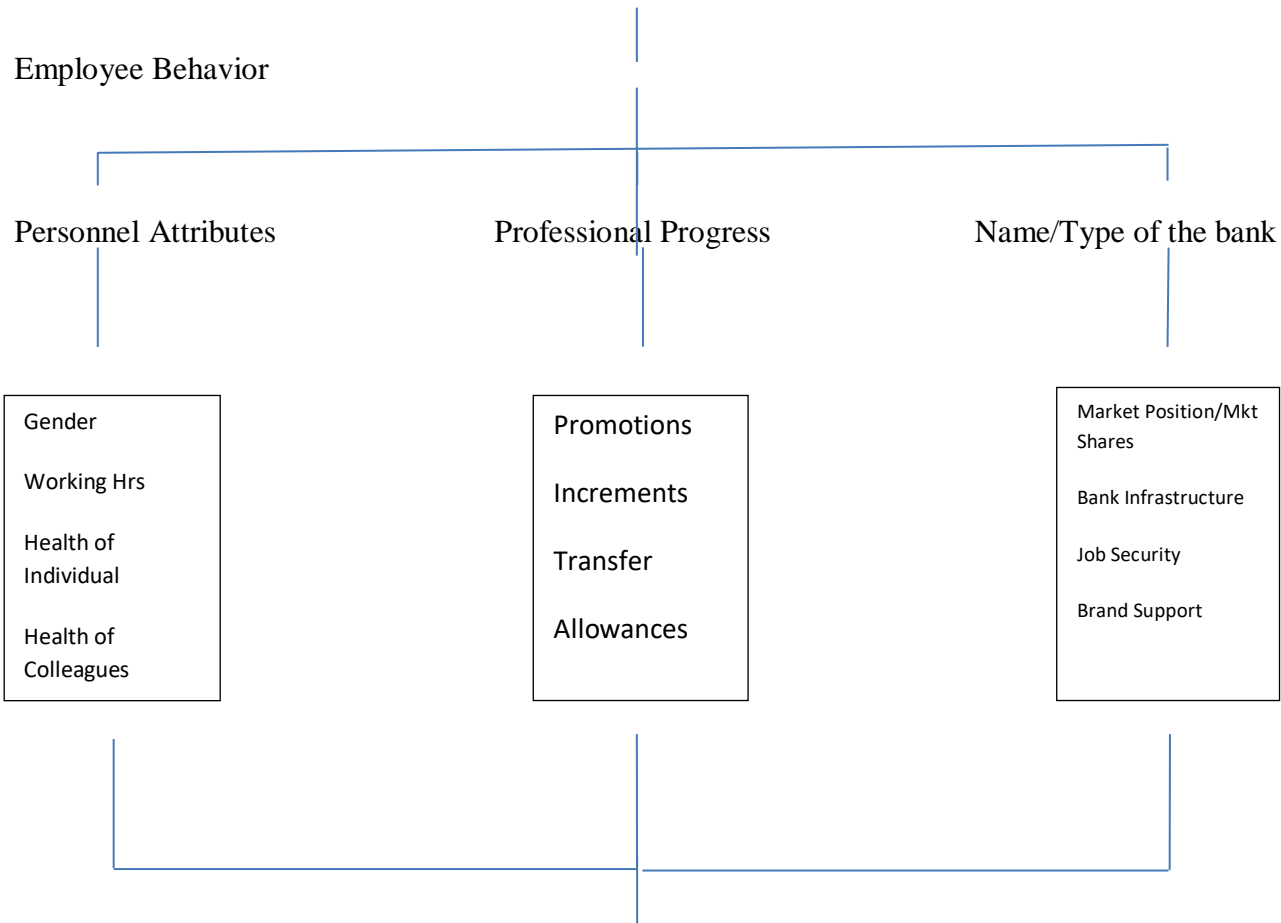 Employee Behavior
Personnel Attributes
Professional Progress
Name/Type of the bank
Gender
Working Hrs
Health of
Individual
Health of
Colleagues
Promotions
Increments
Transfer
Allowances
Market Position/Mkt
Shares
Bank Infrastructure
Job Security
Brand Support